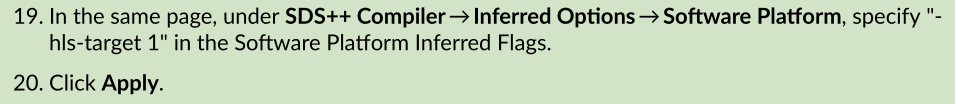 19. In the same page, under SDS++ Compiler→Inferred Options→Software Platform, specify "-
hls-target 1" in the Software Platform Inferred Flags.
20. Click Apply.